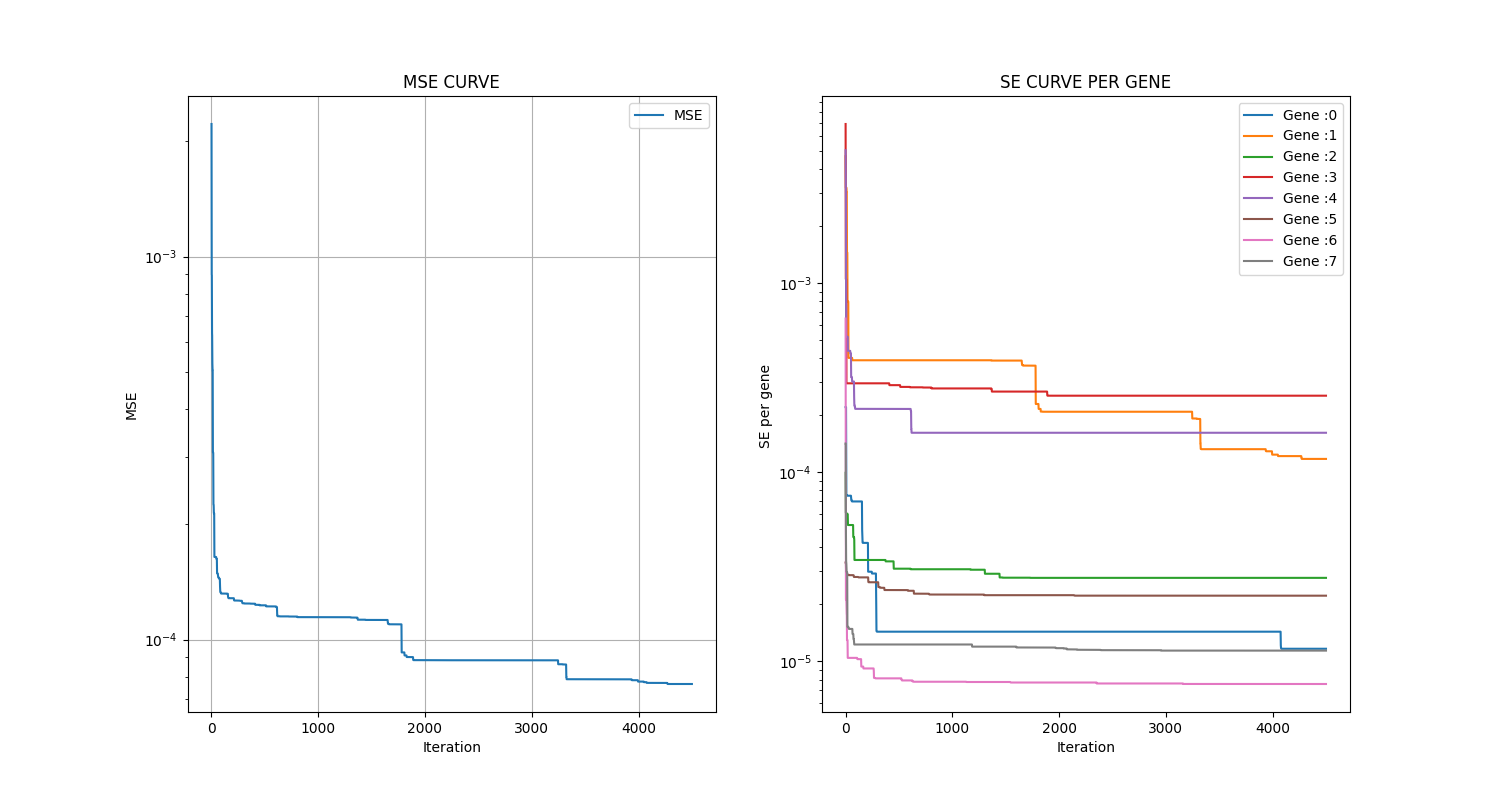 MSE CURVE
MSE
10⁻³
10⁻⁴
MSE
0 1000 2000 3000 4000
Iteration
SE CURVE PER GENE
Gene :0
Gene :1
Gene :2
Gene :3
Gene :4
Gene :5
Gene :6
Gene :7
10⁻³
10⁻⁴
10⁻⁵
SE per gene
0 1000 2000 3000 4000
Iteration